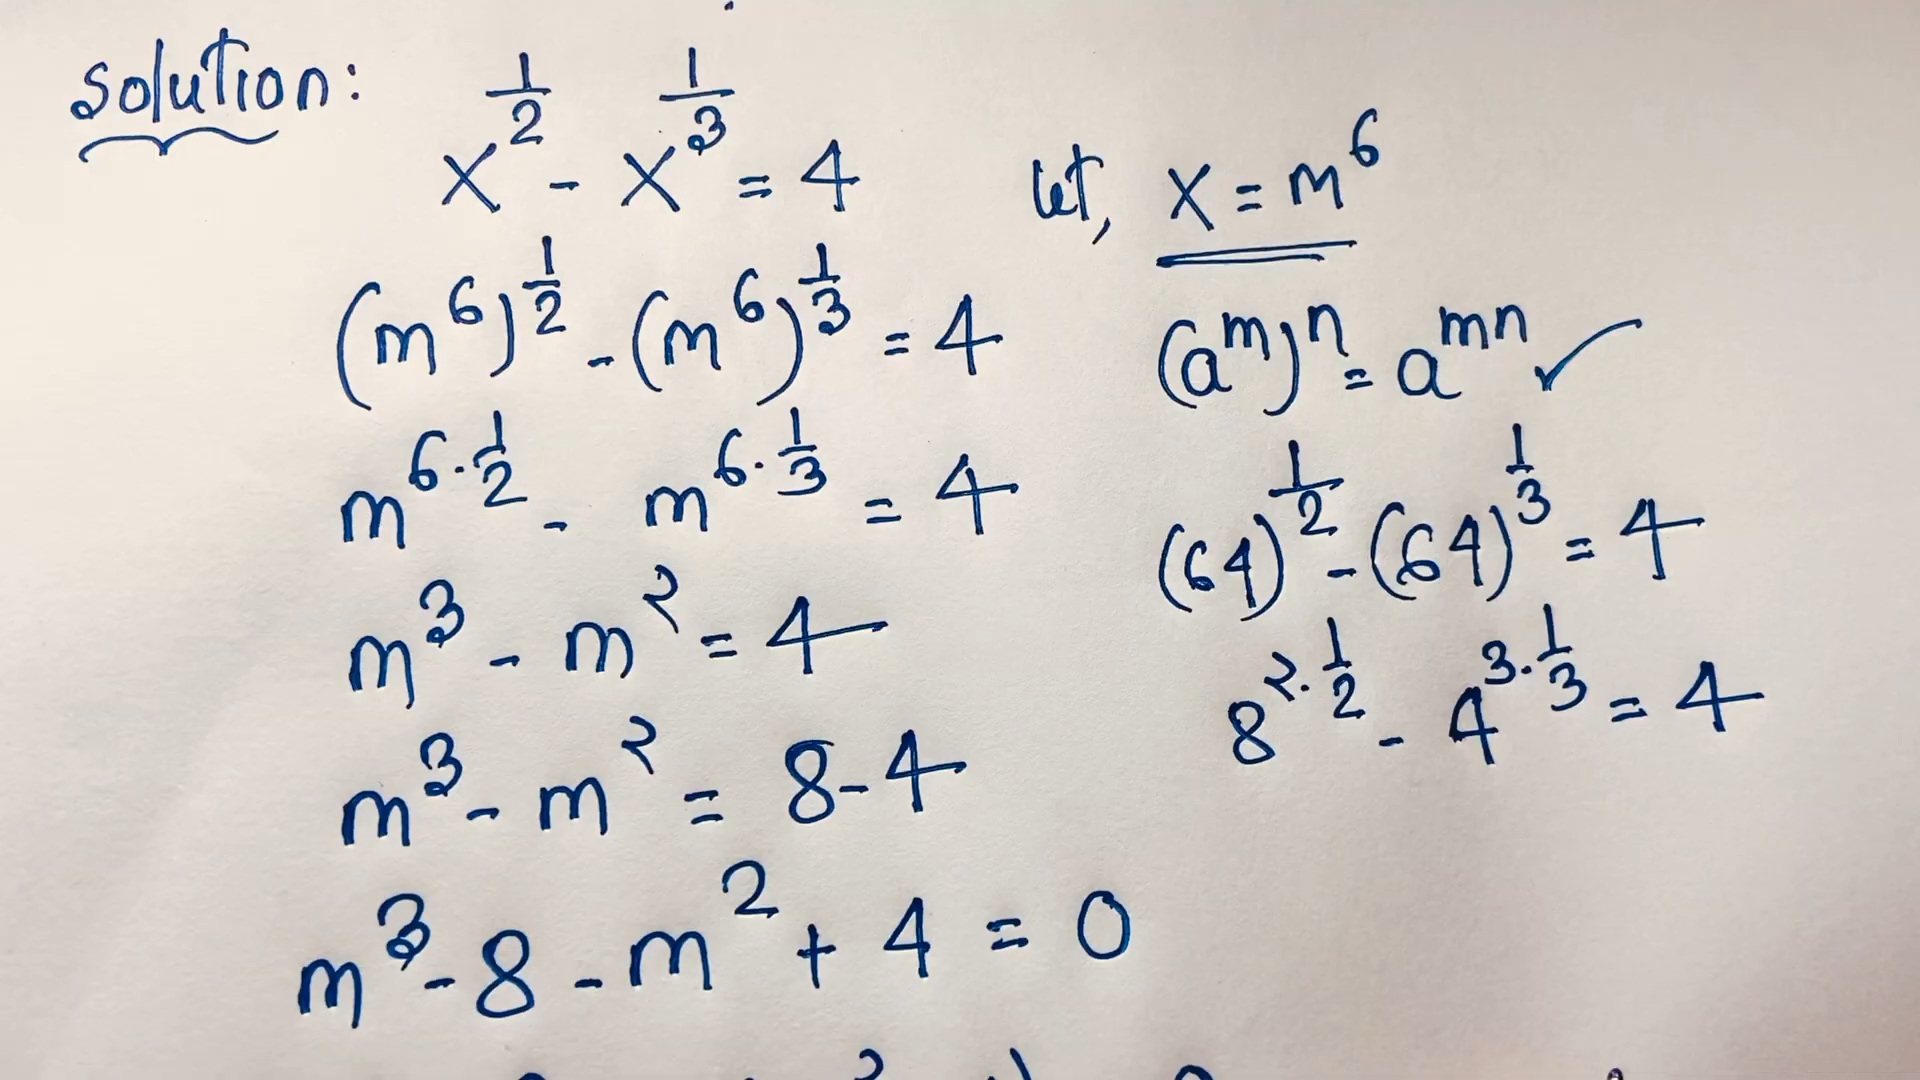 Solution:
x^{1/2} - x^{1/3} = 4
(m^6)^{1/2} - (m^6)^{1/3} = 4
m^{6·1/2} - m^{6·1/3} = 4
m^3 - m^2 = 4
m^3 - m^2 = 8-4
m^3 - 8 - m^2 + 4 = 0
let, x = m^6
(a^m)^n = a^{mn} ✓
(64)^{1/2} - (64)^{1/3} = 4
8^{2·1/2} - 4^{3·1/3} = 4